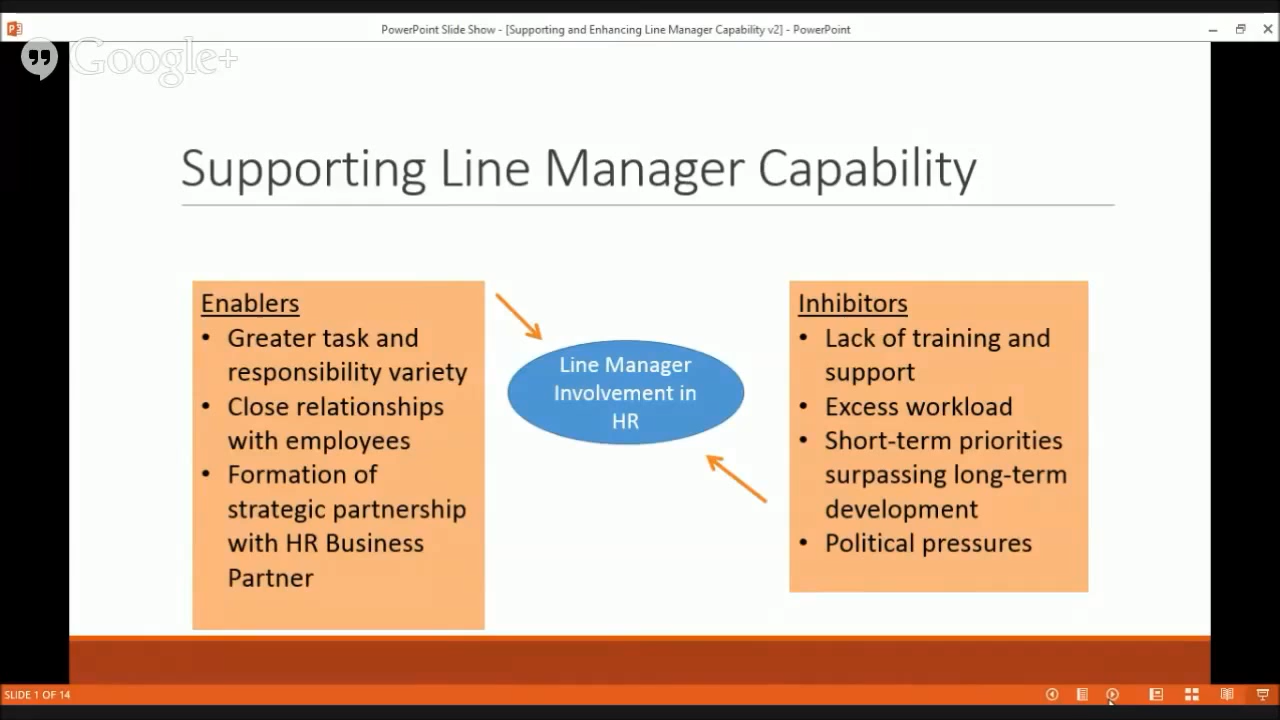 PowerPoint Slide Show - [Supporting and Enhancing Line Manager Capability v2] - PowerPoint
Google+
Supporting Line Manager Capability
Enablers
• Greater task and
responsibility variety
• Close relationships
with employees
• Formation of
strategic partnership
with HR Business
Partner
Line Manager
Involvement in
HR
Inhibitors
• Lack of training and
support
• Excess workload
• Short-term priorities
surpassing long-term
development
• Political pressures
SLIDE 1 OF 14